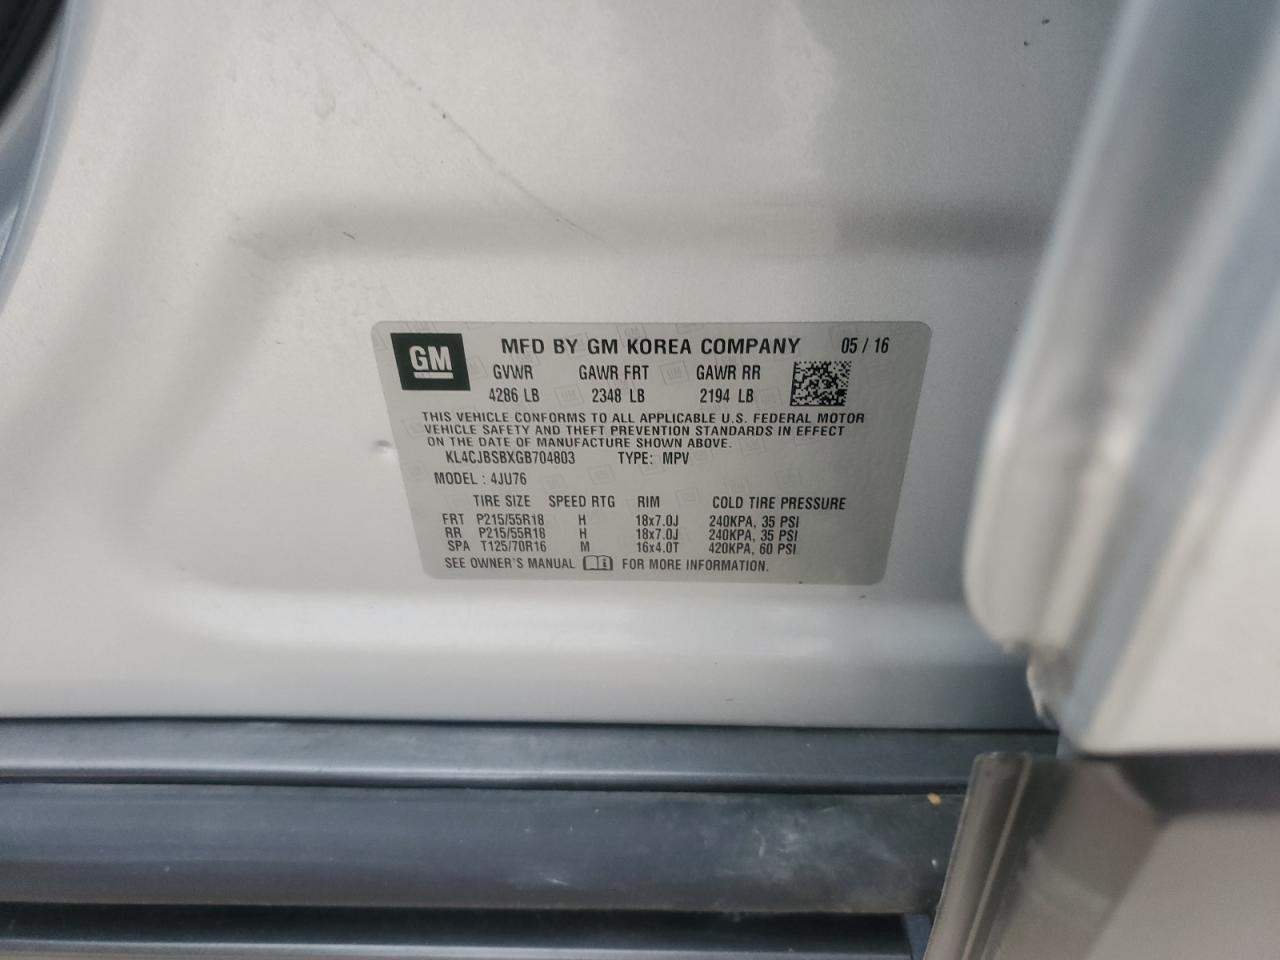 GM
MFD BY GM KOREA COMPANY 05 / 16
GVWR GAWR FRT GAWR RR
4286 LB 2348 LB 2194 LB
THIS VEHICLE CONFORMS TO ALL APPLICABLE U.S. FEDERAL MOTOR
VEHICLE SAFETY AND THEFT PREVENTION STANDARDS IN EFFECT
ON THE DATE OF MANUFACTURE SHOWN ABOVE.
KL4CJBSBXGB704803 TYPE: MPV
MODEL : 4JU76
TIRE SIZE SPEED RTG RIM COLD TIRE PRESSURE
FRT P215/55R18 H 18x7.0J 240KPA, 35 PSI
RR P215/55R18 H 18x7.0J 240KPA, 35 PSI
SPA T125/70R16 M 16x4.0T 420KPA, 60 PSI
SEE OWNER'S MANUAL FOR MORE INFORMATION.